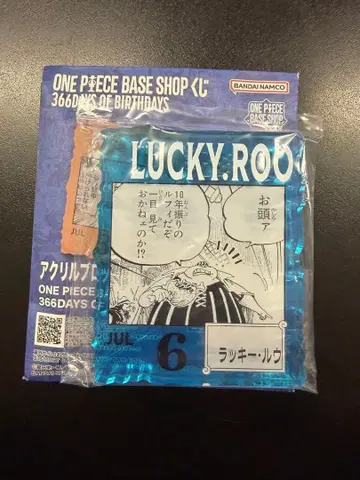 ONE PIECE BASE SHOPくじ
366DAYS OF BIRTHDAYS
BANDAI NAMCO
ONE PIECE
BASE SHOP
LUCKY.ROO
お頭ァ
10年振りの
ルフィだぞ
一目見て
おかねェのか!?
JUL
アクリルブロ
ONE PIECE
366DAYS OF
JUL
6
ラッキー・ルウ